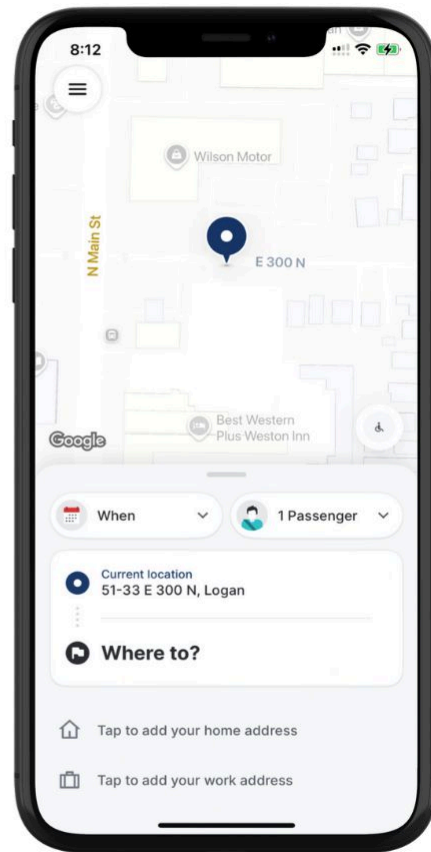 8:12
Wilson Motor
N Main St
E 300 N
Best Western
Plus Weston Inn
Google
When
1 Passenger
Current location
51-33 E 300 N, Logan
Where to?
Tap to add your home address
Tap to add your work address